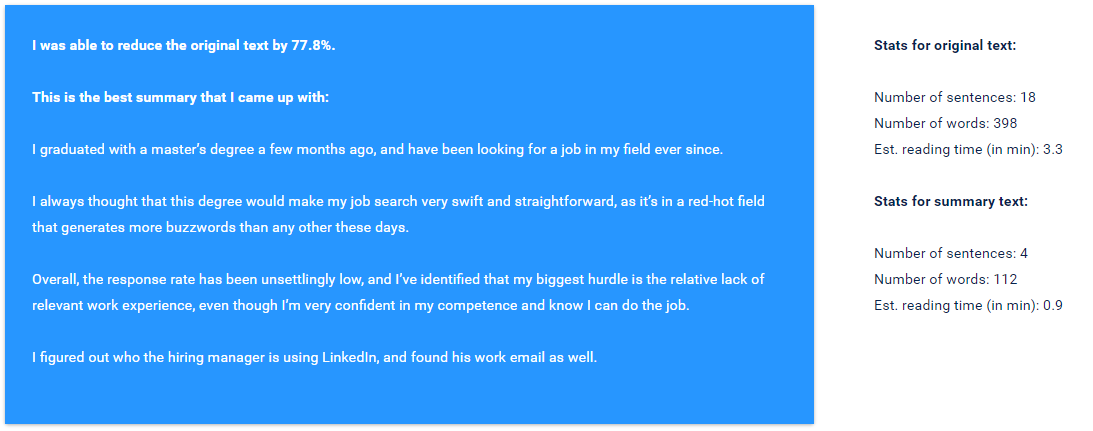 I was able to reduce the original text by 77.8%.
This is the best summary that I came up with:
I graduated with a master’s degree a few months ago, and have been looking for a job in my field ever since.
I always thought that this degree would make my job search very swift and straightforward, as it’s in a red-hot field
that generates more buzzwords than any other these days.
Overall, the response rate has been unsettlingly low, and I’ve identified that my biggest hurdle is the relative lack of
relevant work experience, even though I’m very confident in my competence and know I can do the job.
I figured out who the hiring manager is using LinkedIn, and found his work email as well.
Stats for original text:
Number of sentences: 18
Number of words: 398
Est. reading time (in min): 3.3
Stats for summary text:
Number of sentences: 4
Number of words: 112
Est. reading time (in min): 0.9